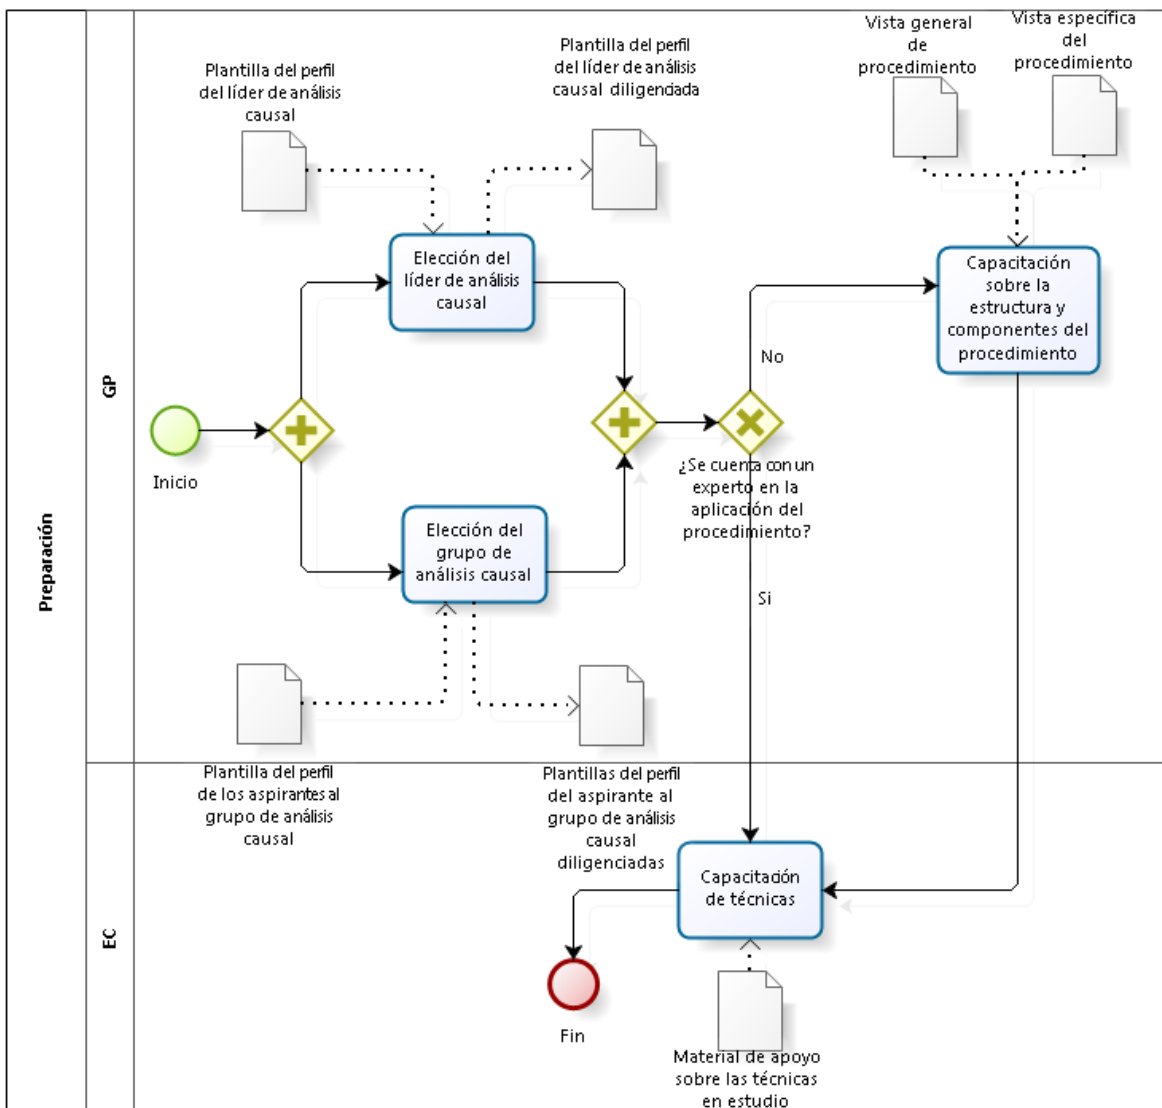 Preparación
GP
EC
Plantilla del perfil
del líder de análisis
causal
Plantilla del perfil
del líder de análisis
causal diligenciada
Vista general
de
procedimiento
Vista específica
del
procedimiento
Elección del
líder de análisis
causal
Capacitación
sobre la
estructura y
componentes del
procedimiento
No
Inicio
¿Se cuenta con un
experto en la
aplicación del
procedimiento?
Elección del
grupo de
análisis causal
Si
Plantilla del perfil
de los aspirantes al
grupo de análisis
causal
Plantillas del perfil
del aspirante al
grupo de análisis
causal
diligenciadas
Capacitación
de técnicas
Fin
Material de apoyo
sobre las técnicas
en estudio